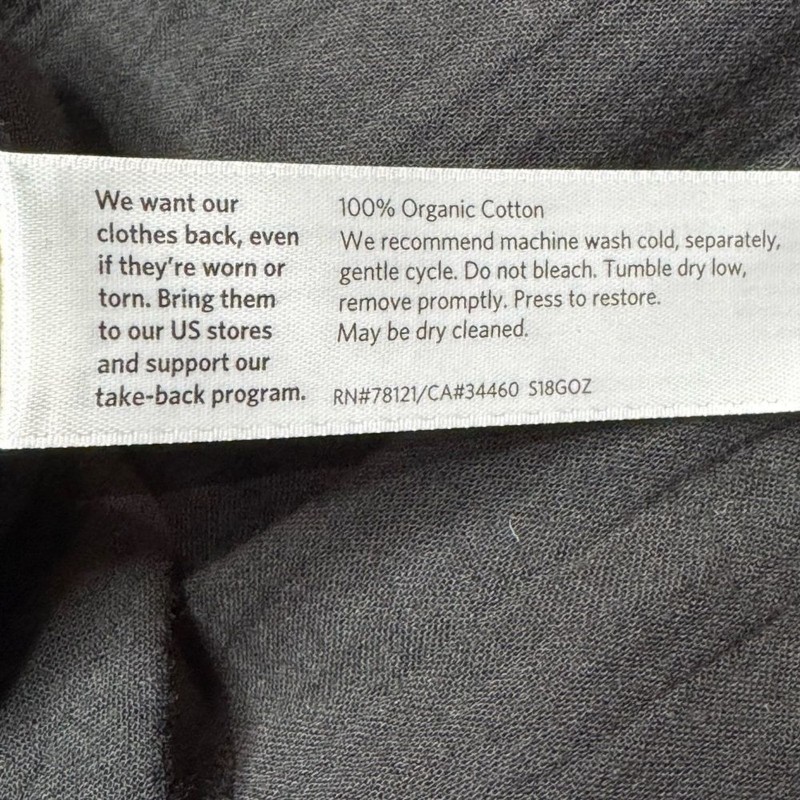 We want our
clothes back, even
if they're worn or
torn. Bring them
to our US stores
and support our
take-back program.
100% Organic Cotton
We recommend machine wash cold, separately,
gentle cycle. Do not bleach. Tumble dry low,
remove promptly. Press to restore.
May be dry cleaned.
RN#78121/CA#34460 S18GOZ